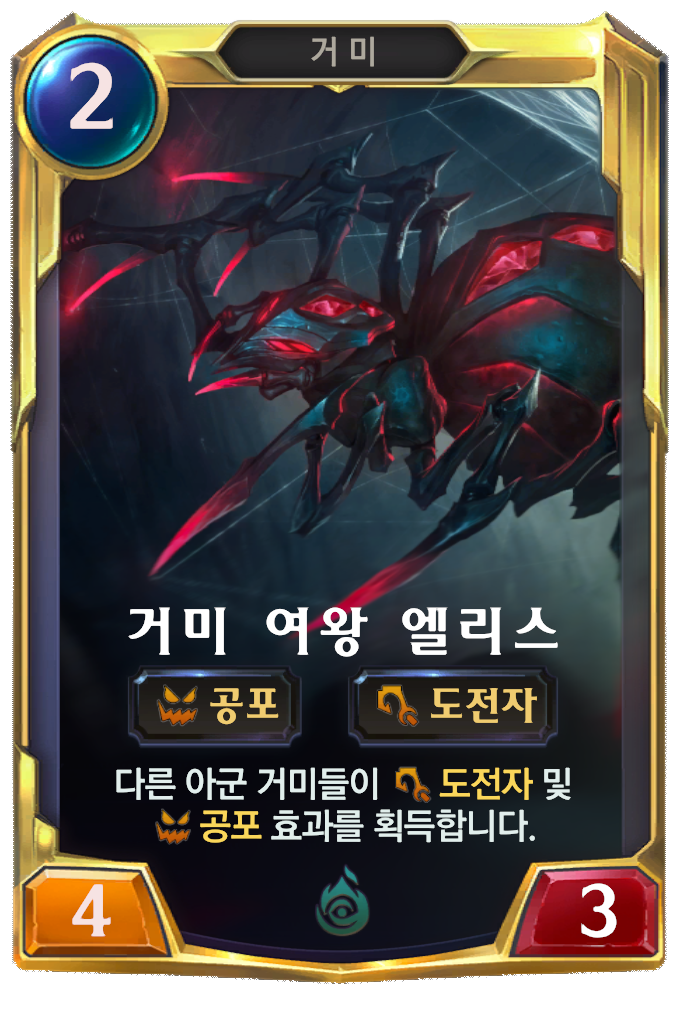 거미
2
거미 여왕 엘리스
공포 도전자
다른 아군 거미들이 도전자 및
공포 효과를 획득합니다.
4 3